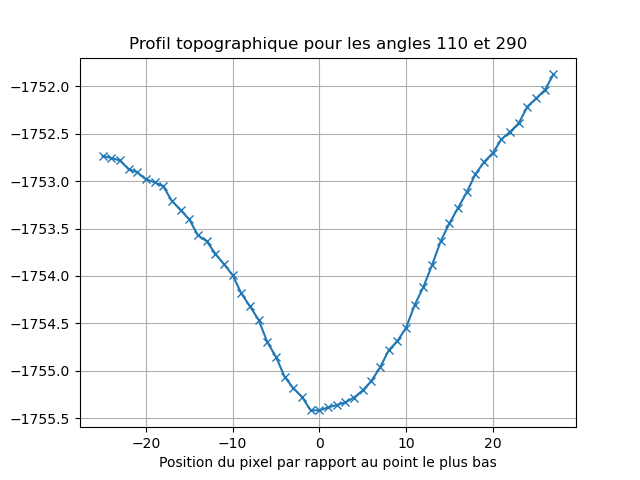 Profil topographique pour les angles 110 et 290
−1752.0
−1752.5
−1753.0
−1753.5
−1754.0
−1754.5
−1755.0
−1755.5
−20 −10 0 10 20
Position du pixel par rapport au point le plus bas